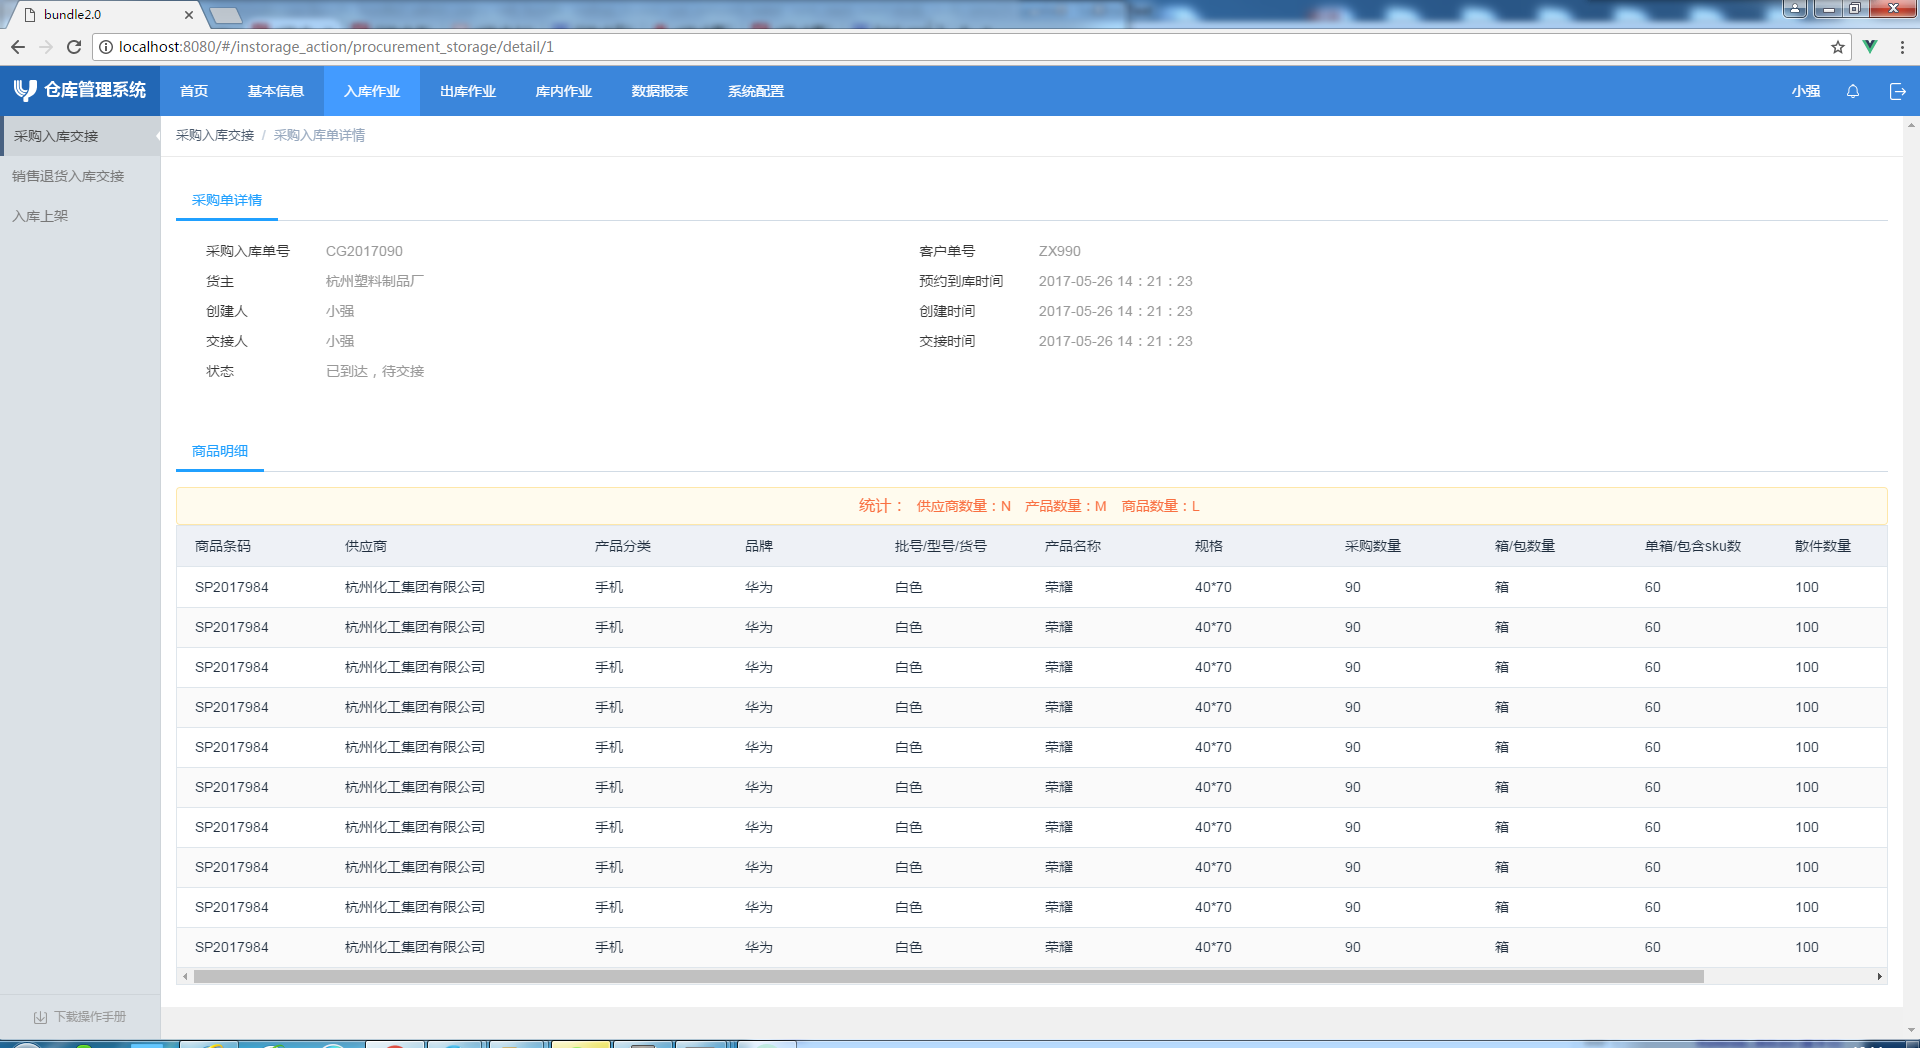 bundle2.0
localhost:8080/#/instorage_action/procurement_storage/detail/1
仓库管理系统 首页 基本信息 入库作业 出库作业 库内作业 数据报表 系统配置 小强
采购入库交接
销售退货入库交接
入库上架
下载操作手册
采购入库交接 / 采购入库单详情
采购单详情
采购入库单号 CG2017090 客户单号 ZX990
货主 杭州塑料制品厂 预约到库时间 2017-05-26 14：21：23
创建人 小强 创建时间 2017-05-26 14：21：23
交接人 小强 交接时间 2017-05-26 14：21：23
状态 已到达，待交接
商品明细
统计： 供应商数量：N 产品数量：M 商品数量：L
商品条码 供应商 产品分类 品牌 批号/型号/货号 产品名称 规格 采购数量 箱/包数量 单箱/包含sku数 散件数量
SP2017984 杭州化工集团有限公司 手机 华为 白色 荣耀 40*70 90 箱 60 100
SP2017984 杭州化工集团有限公司 手机 华为 白色 荣耀 40*70 90 箱 60 100
SP2017984 杭州化工集团有限公司 手机 华为 白色 荣耀 40*70 90 箱 60 100
SP2017984 杭州化工集团有限公司 手机 华为 白色 荣耀 40*70 90 箱 60 100
SP2017984 杭州化工集团有限公司 手机 华为 白色 荣耀 40*70 90 箱 60 100
SP2017984 杭州化工集团有限公司 手机 华为 白色 荣耀 40*70 90 箱 60 100
SP2017984 杭州化工集团有限公司 手机 华为 白色 荣耀 40*70 90 箱 60 100
SP2017984 杭州化工集团有限公司 手机 华为 白色 荣耀 40*70 90 箱 60 100
SP2017984 杭州化工集团有限公司 手机 华为 白色 荣耀 40*70 90 箱 60 100
SP2017984 杭州化工集团有限公司 手机 华为 白色 荣耀 40*70 90 箱 60 100